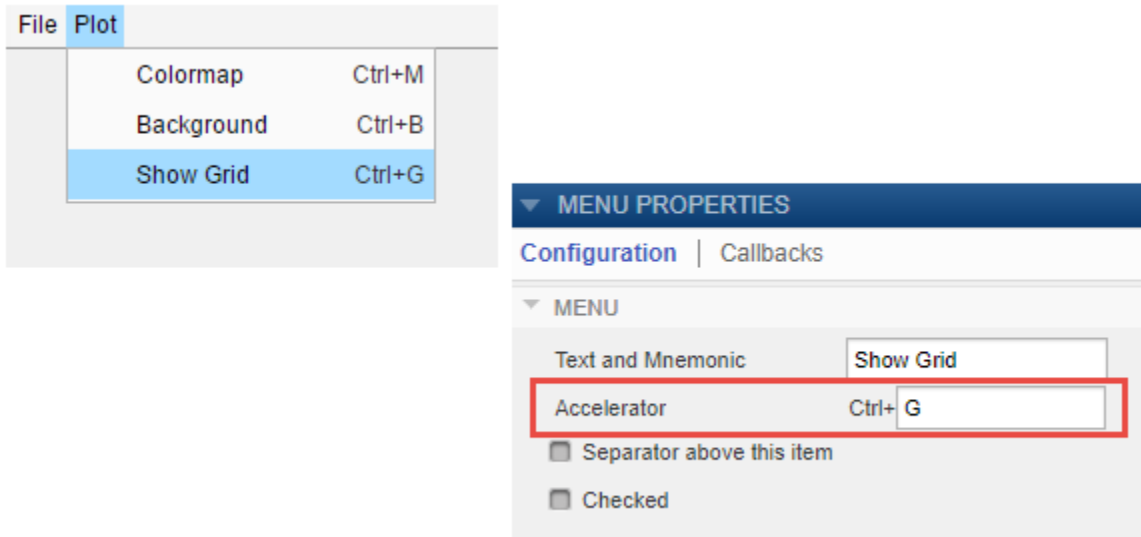 File Plot
Colormap Ctrl+M
Background Ctrl+B
Show Grid Ctrl+G
MENU PROPERTIES
Configuration | Callbacks
MENU
Text and Mnemonic Show Grid
Accelerator Ctrl+ G
Separator above this item
Checked